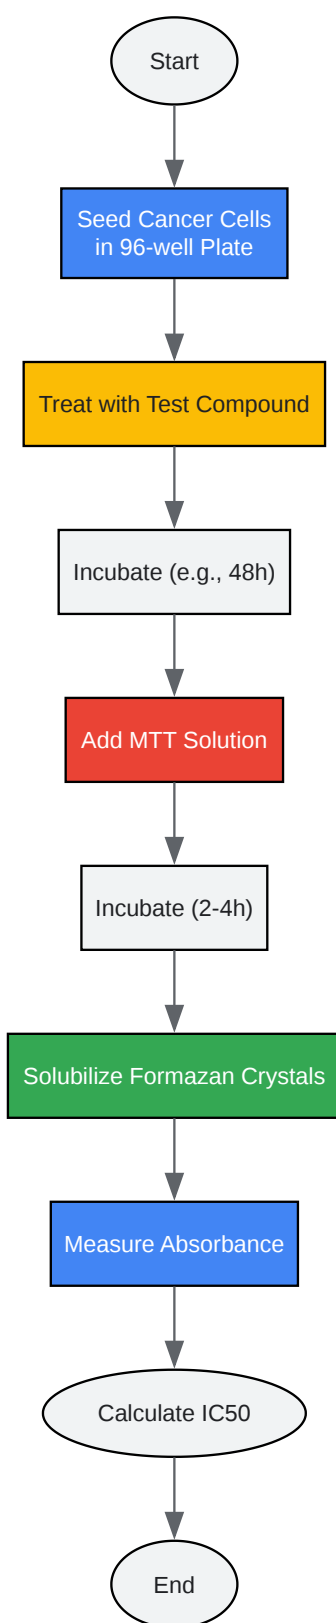 Start
Seed Cancer Cells
in 96-well Plate
Treat with Test Compound
Incubate (e.g., 48h)
Add MTT Solution
Incubate (2-4h)
Solubilize Formazan Crystals
Measure Absorbance
Calculate IC50
End